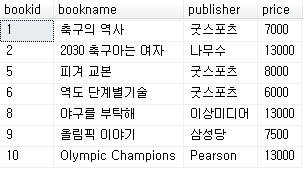 bookid bookname publisher price
1 축구의 역사 굿스포츠 7000
2 2030 축구아는 여자 나무수 13000
5 피겨 교본 굿스포츠 8000
6 역도 단계별기술 굿스포츠 6000
8 야구를 부탁해 이상미디어 13000
9 올림픽 이야기 삼성당 7500
10 Olympic Champions Pearson 13000